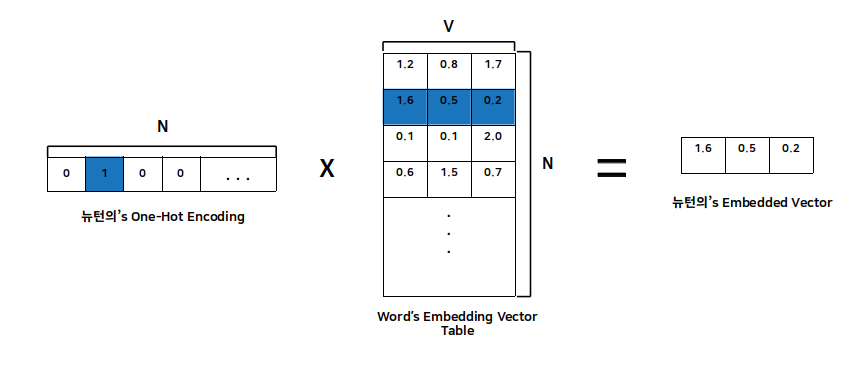 V
1.2 0.8 1.7
1.6 0.5 0.2
0.1 0.1 2.0
0.6 1.5 0.7
.
.
.
N
Word's Embedding Vector
Table
N
0 1 0 0 ...
뉴턴의's One-Hot Encoding
X
=
1.6 0.5 0.2
뉴턴의's Embedded Vector